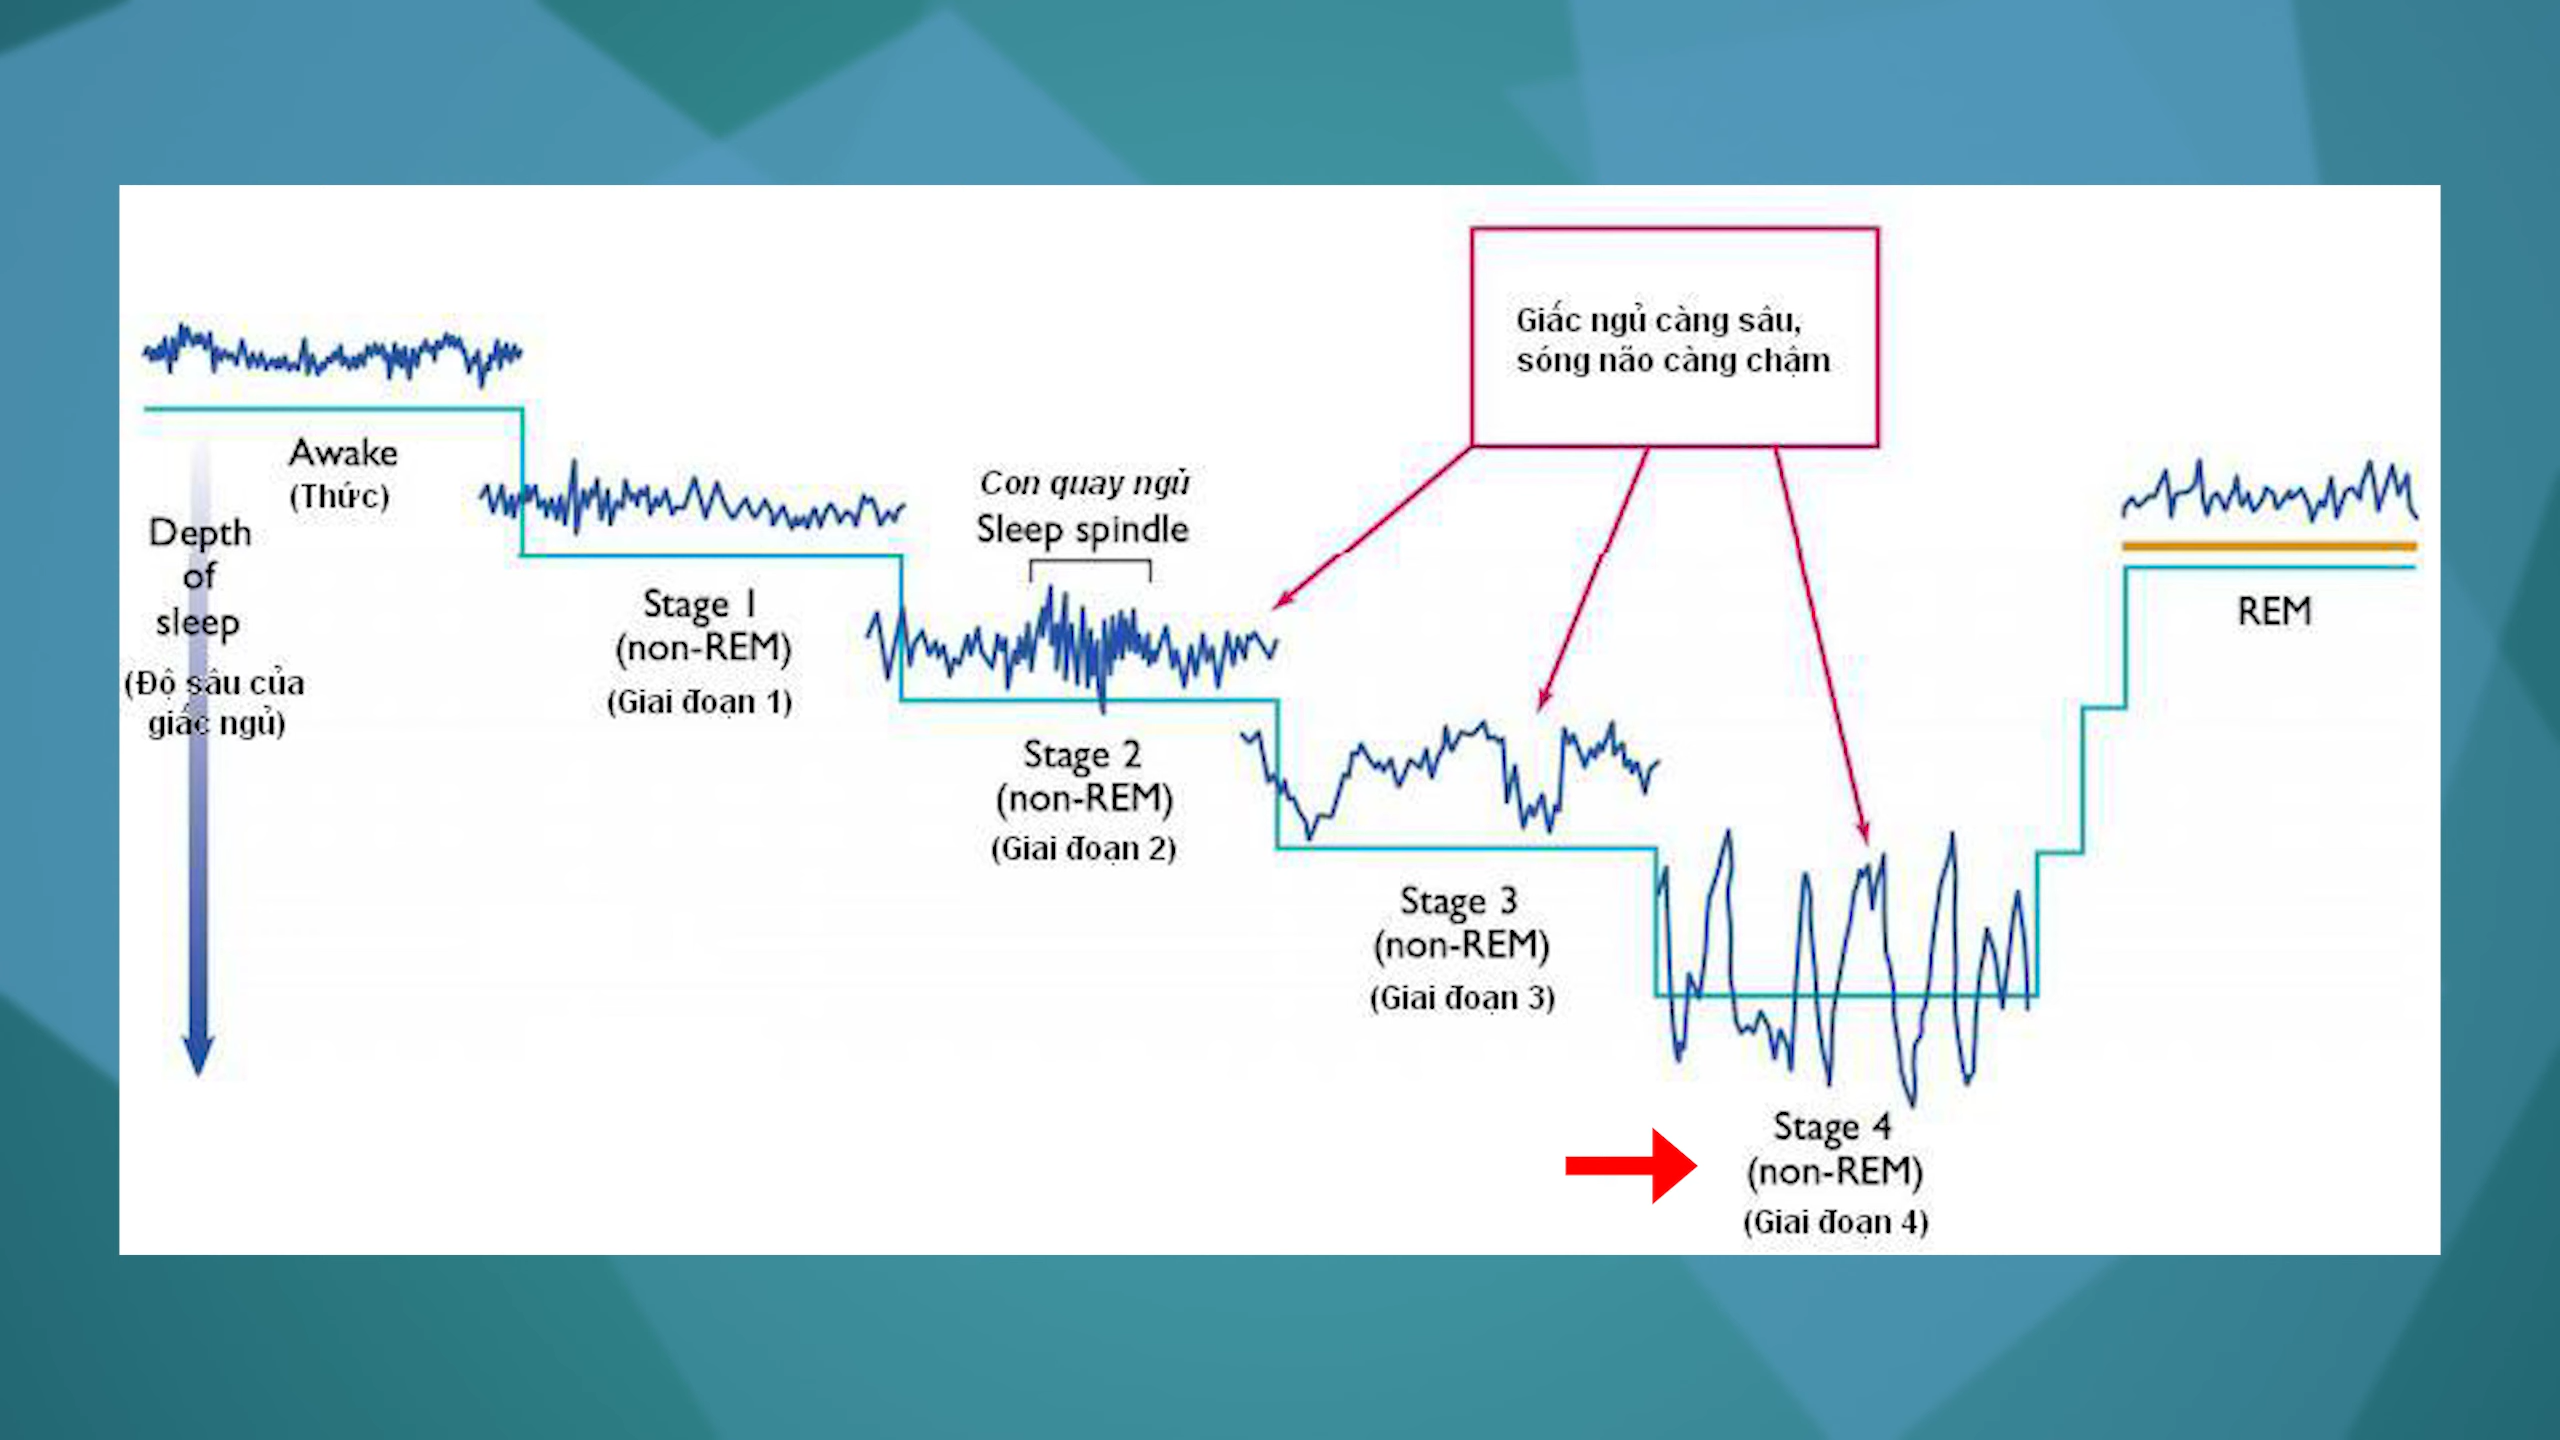 Giấc ngủ càng sâu,
sóng não càng chậm
Awake
(Thức)
Depth
of
sleep
(Độ sâu của
giấc ngủ)
Stage 1
(non-REM)
(Giai đoạn 1)
Con quay ngủ
Sleep spindle
Stage 2
(non-REM)
(Giai đoạn 2)
Stage 3
(non-REM)
(Giai đoạn 3)
Stage 4
(non-REM)
(Giai đoạn 4)
REM